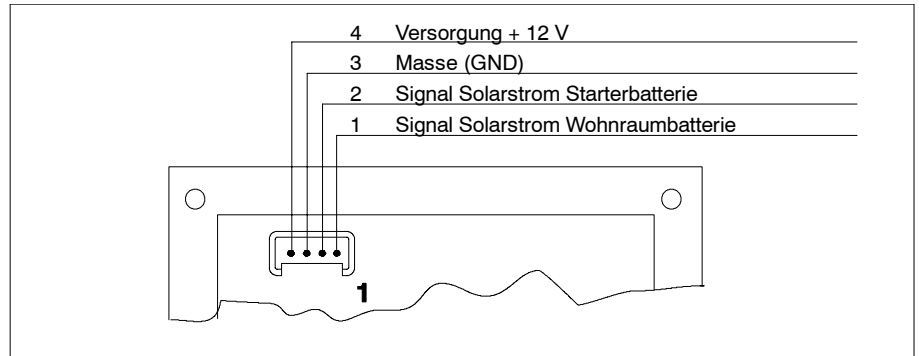 4 Versorgung + 12 V
3 Masse (GND)
2 Signal Solarstrom Starterbatterie
1 Signal Solarstrom Wohnraumbatterie
1